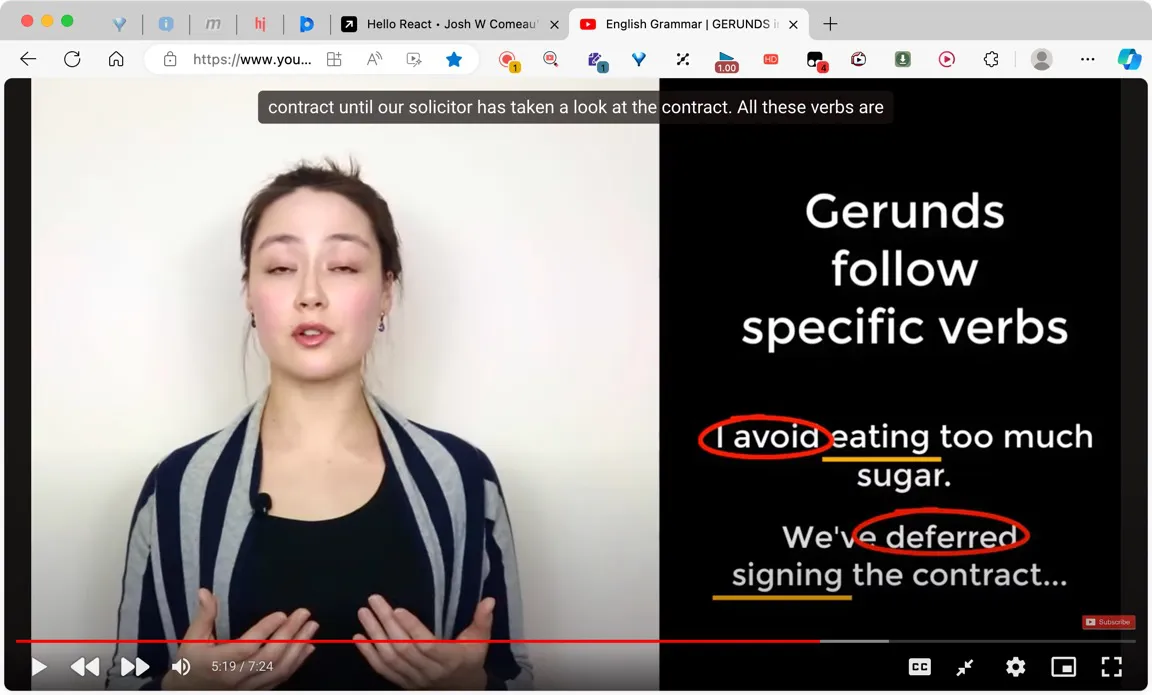 m
hi
Hello React • Josh W Comeau'
English Grammar | GERUNDS i
https://www.you...
1
1
1.00
HD
4
contract until our solicitor has taken a look at the contract. All these verbs are
Gerunds
follow
specific verbs
I avoid eating too much
sugar.
We've deferred
signing the contract...
Subscribe
5:19 / 7:24
CC